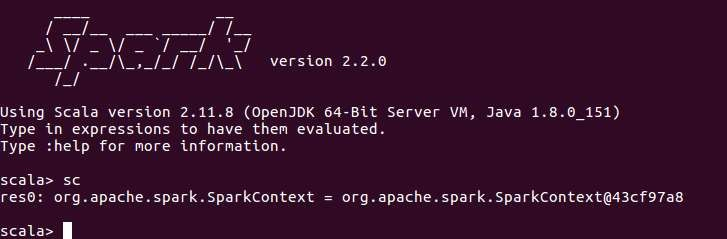 ____              __
     / __/__  ___ _____/ /__
    _\ \/ _ \/ _ `/ __/  '_/
   /___/ .__/\_,_/_/ /_/\_\   version 2.2.0
      /_/
Using Scala version 2.11.8 (OpenJDK 64-Bit Server VM, Java 1.8.0_151)
Type in expressions to have them evaluated.
Type :help for more information.
scala> sc
res0: org.apache.spark.SparkContext = org.apache.spark.SparkContext@43cf97a8
scala>